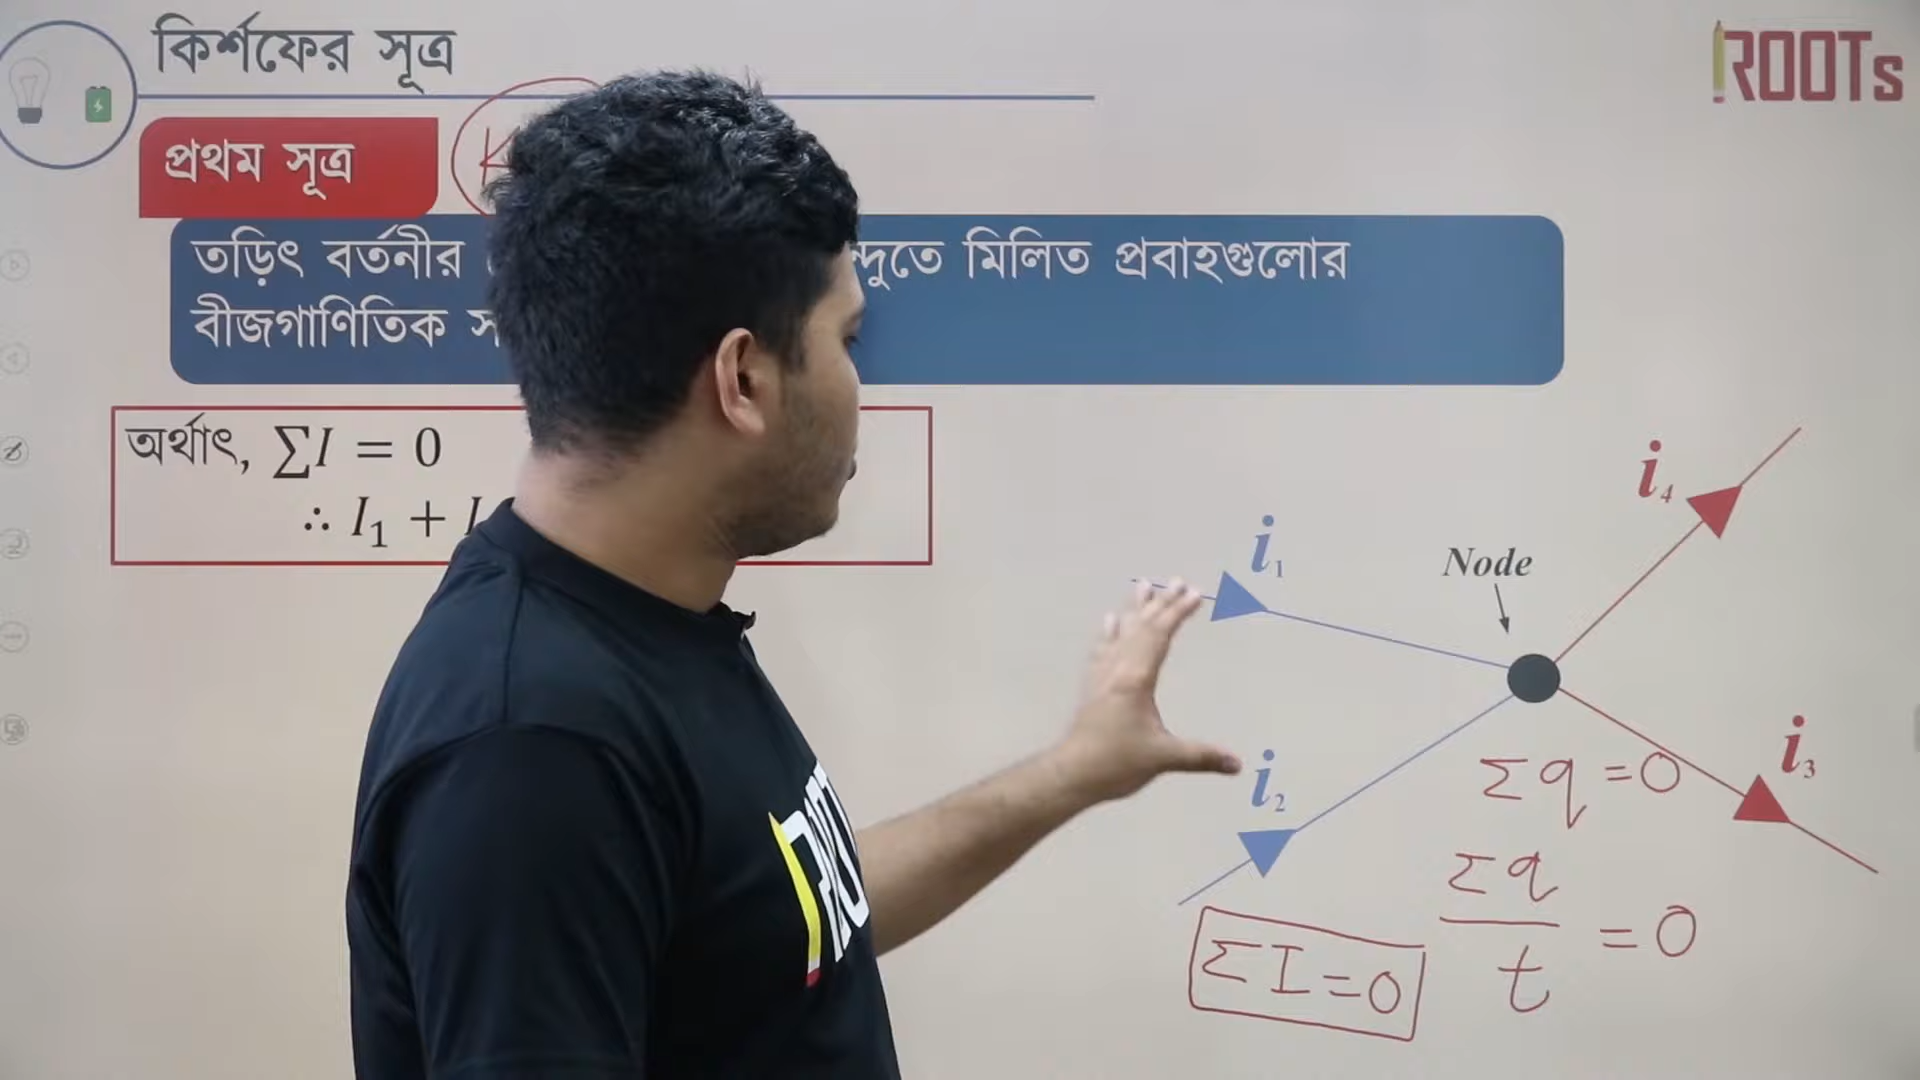 কির্শফের সূত্র
ROOTs
প্রথম সূত্র
K
তড়িৎ বর্তনীর
মিলিত প্রবাহগুলোর
বীজগাণিতিক
অর্থাৎ, ∑I = 0
∴ I₁ +
i₄
i₁
Node
i₂
i₃
Σq = 0
Σq / t = 0
ΣI = 0